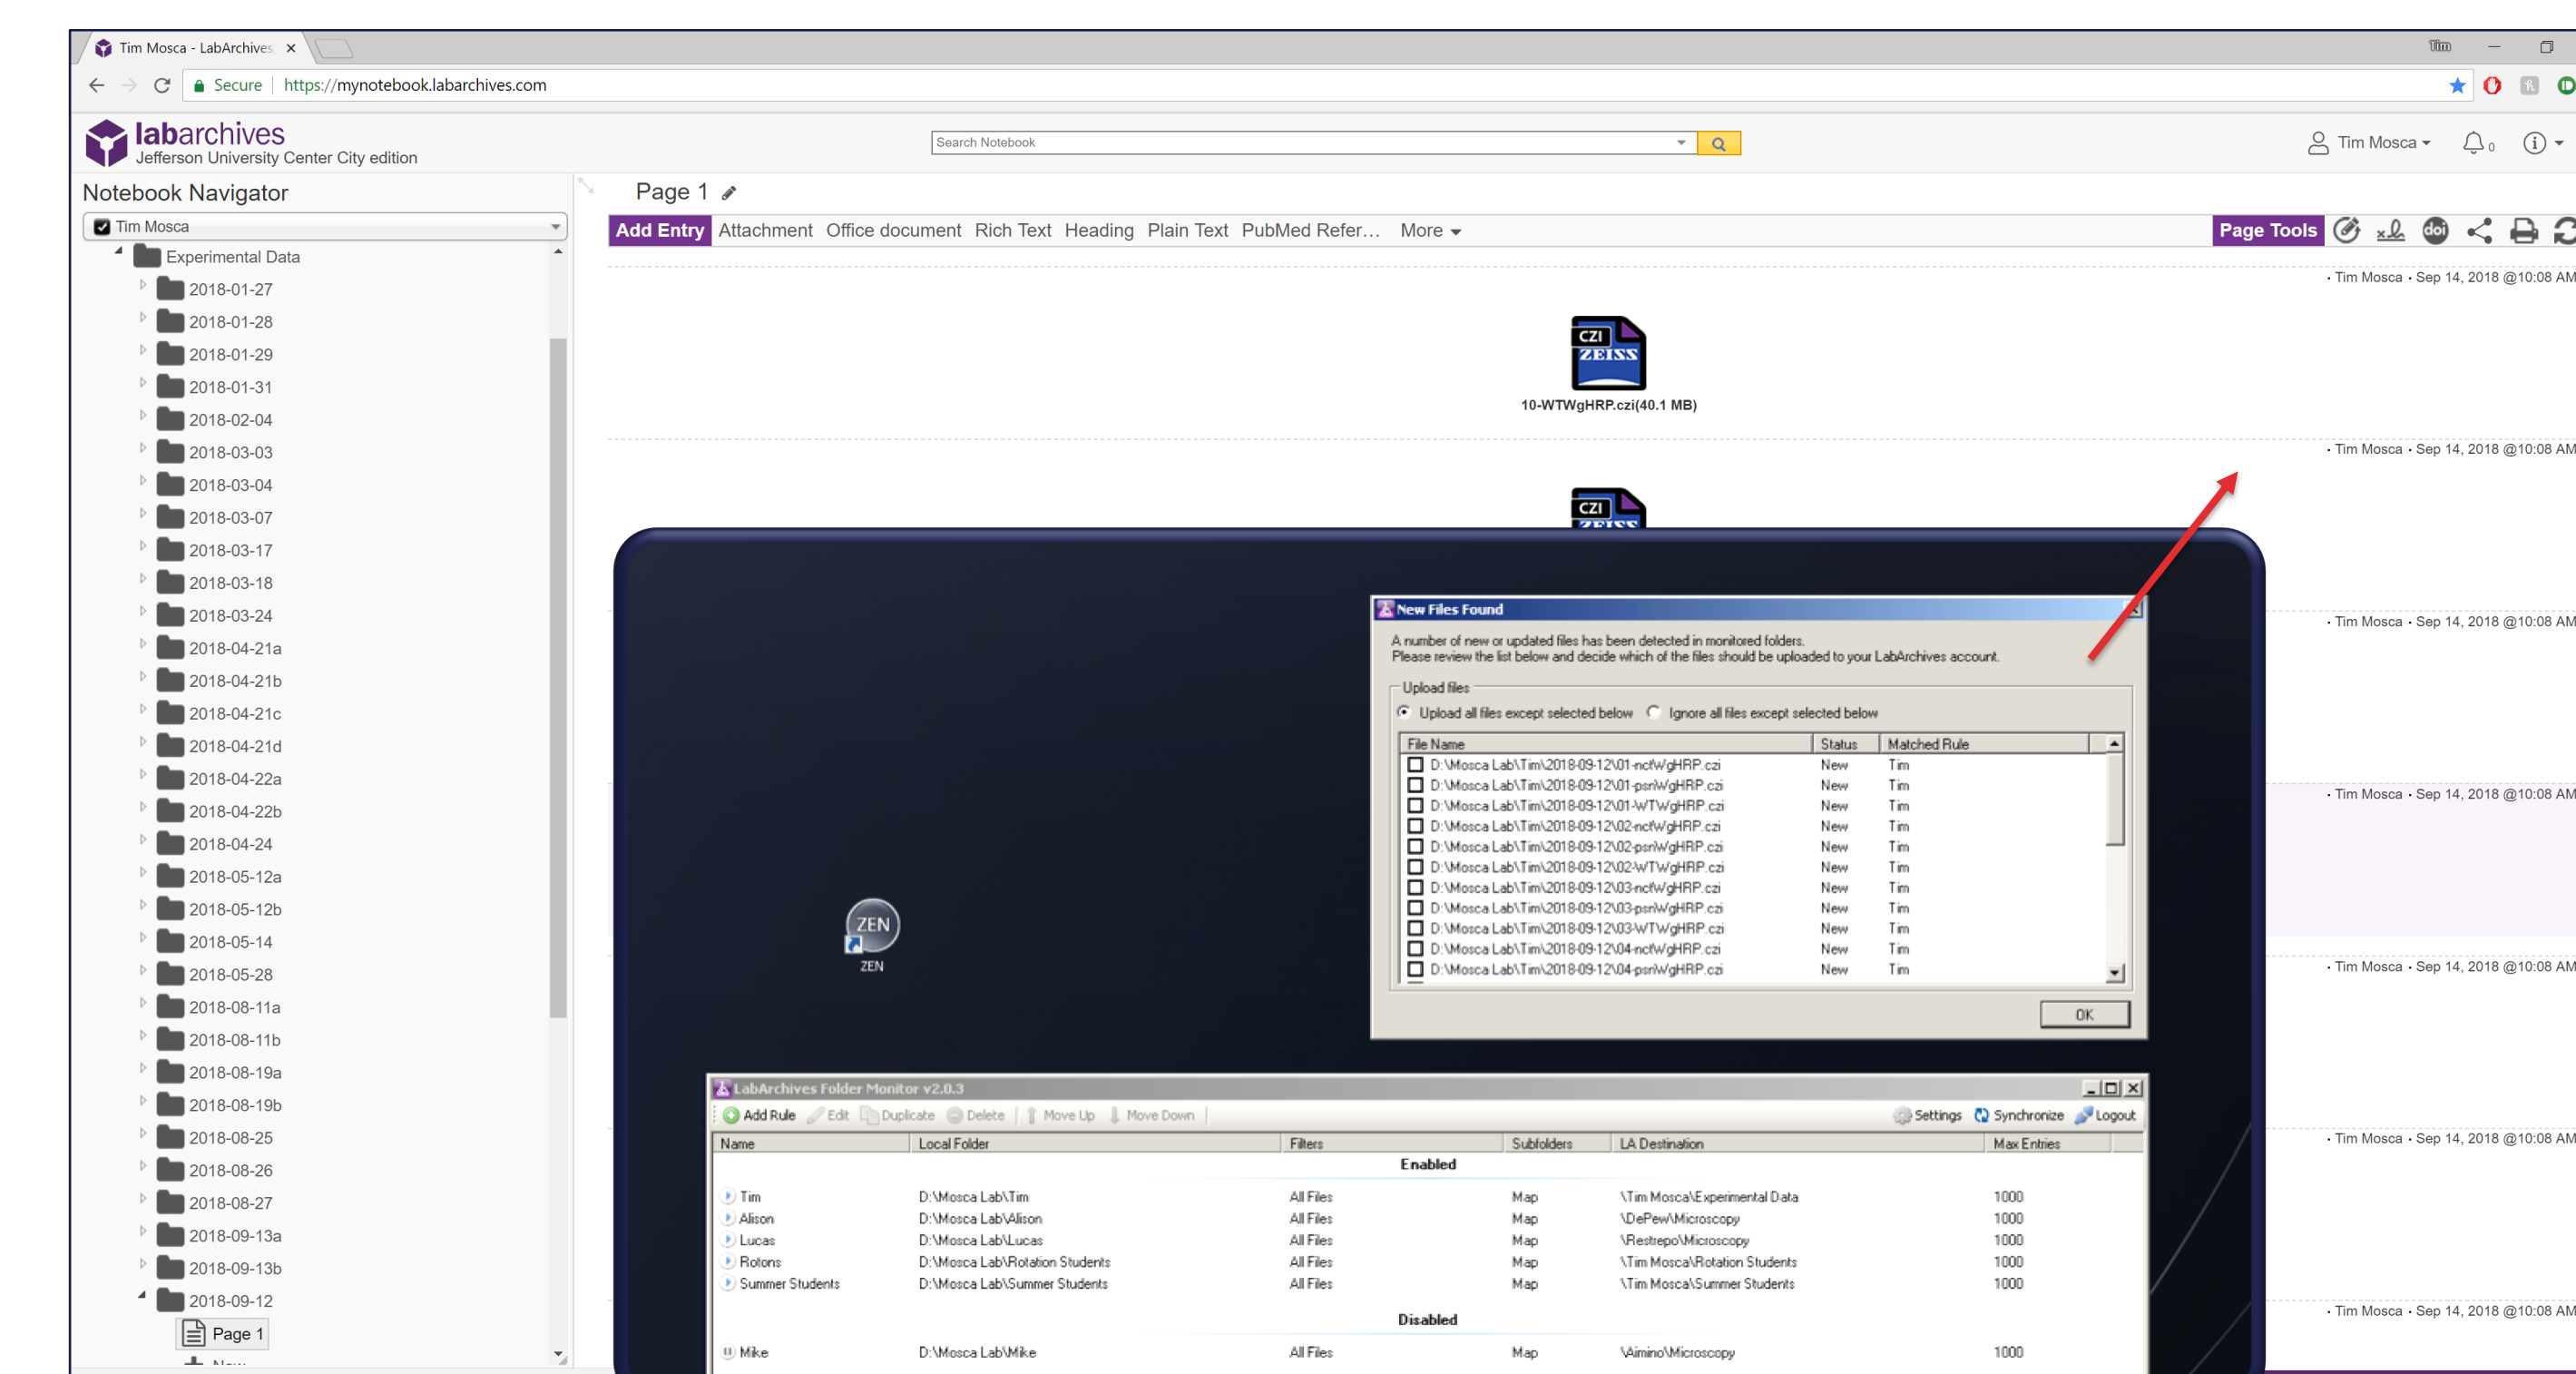 Tim Mosca - LabArchives
Tim
Secure https://mynotebook.labarchives.com
labarchives
Jefferson University Center City edition
Search Notebook
Tim Mosca
0
Notebook Navigator
Page 1
Tim Mosca
Add Entry Attachment Office document Rich Text Heading Plain Text PubMed Refer… More
Page Tools
doi
Experimental Data
2018-01-27
2018-01-28
2018-01-29
2018-01-31
2018-02-04
2018-03-03
2018-03-04
2018-03-07
2018-03-17
2018-03-18
2018-03-24
2018-04-21a
2018-04-21b
2018-04-21c
2018-04-21d
2018-04-22a
2018-04-22b
2018-04-24
2018-05-12a
2018-05-12b
2018-05-14
2018-05-28
2018-08-11a
2018-08-11b
2018-08-19a
2018-08-19b
2018-08-25
2018-08-26
2018-08-27
2018-09-13a
2018-09-13b
2018-09-12
Page 1
New
• Tim Mosca • Sep 14, 2018 @10:08 AM
CZI
ZEISS
10-WTWgHRP.czi(40.1 MB)
• Tim Mosca • Sep 14, 2018 @10:08 AM
CZI
ZEISS
• Tim Mosca • Sep 14, 2018 @10:08 AM
• Tim Mosca • Sep 14, 2018 @10:08 AM
• Tim Mosca • Sep 14, 2018 @10:08 AM
• Tim Mosca • Sep 14, 2018 @10:08 AM
• Tim Mosca • Sep 14, 2018 @10:08 AM
ZEN
ZEN
New Files Found
A number of new or updated files has been detected in monitored folders.
Please review the list below and decide which of the files should be uploaded to your LabArchives account.
Upload files
Upload all files except selected below Ignore all files except selected below
File Name Status Matched Rule
D:\Mosca Lab\Tim\2018-09-12\01-nctWgHRP.czi New Tim
D:\Mosca Lab\Tim\2018-09-12\01-psnWgHRP.czi New Tim
D:\Mosca Lab\Tim\2018-09-12\01-WTWgHRP.czi New Tim
D:\Mosca Lab\Tim\2018-09-12\02-nctWgHRP.czi New Tim
D:\Mosca Lab\Tim\2018-09-12\02-psnWgHRP.czi New Tim
D:\Mosca Lab\Tim\2018-09-12\02-WTWgHRP.czi New Tim
D:\Mosca Lab\Tim\2018-09-12\03-nctWgHRP.czi New Tim
D:\Mosca Lab\Tim\2018-09-12\03-psnWgHRP.czi New Tim
D:\Mosca Lab\Tim\2018-09-12\03-WTWgHRP.czi New Tim
D:\Mosca Lab\Tim\2018-09-12\04-nctWgHRP.czi New Tim
D:\Mosca Lab\Tim\2018-09-12\04-psnWgHRP.czi New Tim
OK
LabArchives Folder Monitor v2.0.3
Add Rule Edit Duplicate Delete Move Up Move Down Settings Synchronize Logout
Name Local Folder Filters Subfolders LA Destination Max Entries
Enabled
Tim D:\Mosca Lab\Tim All Files Map \Tim Mosca\Experimental Data 1000
Alison D:\Mosca Lab\Alison All Files Map \DePew\Microscopy 1000
Lucas D:\Mosca Lab\Lucas All Files Map \Restrepo\Microscopy 1000
Rotons D:\Mosca Lab\Rotation Students All Files Map \Tim Mosca\Rotation Students 1000
Summer Students D:\Mosca Lab\Summer Students All Files Map \Tim Mosca\Summer Students 1000
Disabled
Mike D:\Mosca Lab\Mike All Files Map \Aimino\Microscopy 1000